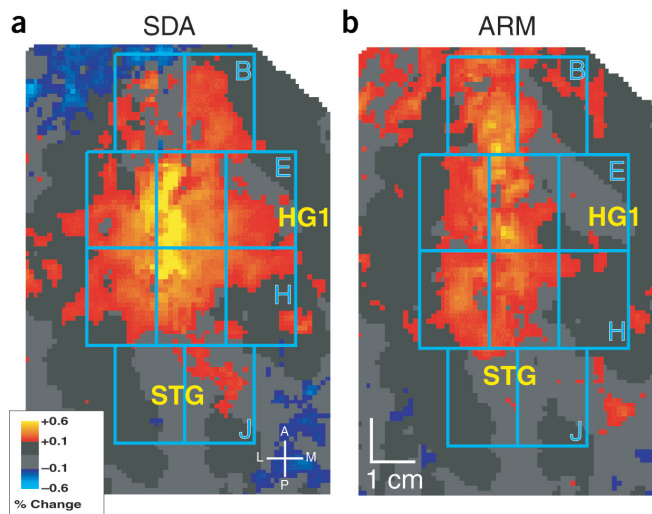 a SDA
B
E
HG1
H
STG
J
+0.6
+0.1
−0.1
−0.6
% Change
A
L M
P
b ARM
B
E
HG1
H
STG
J
1 cm